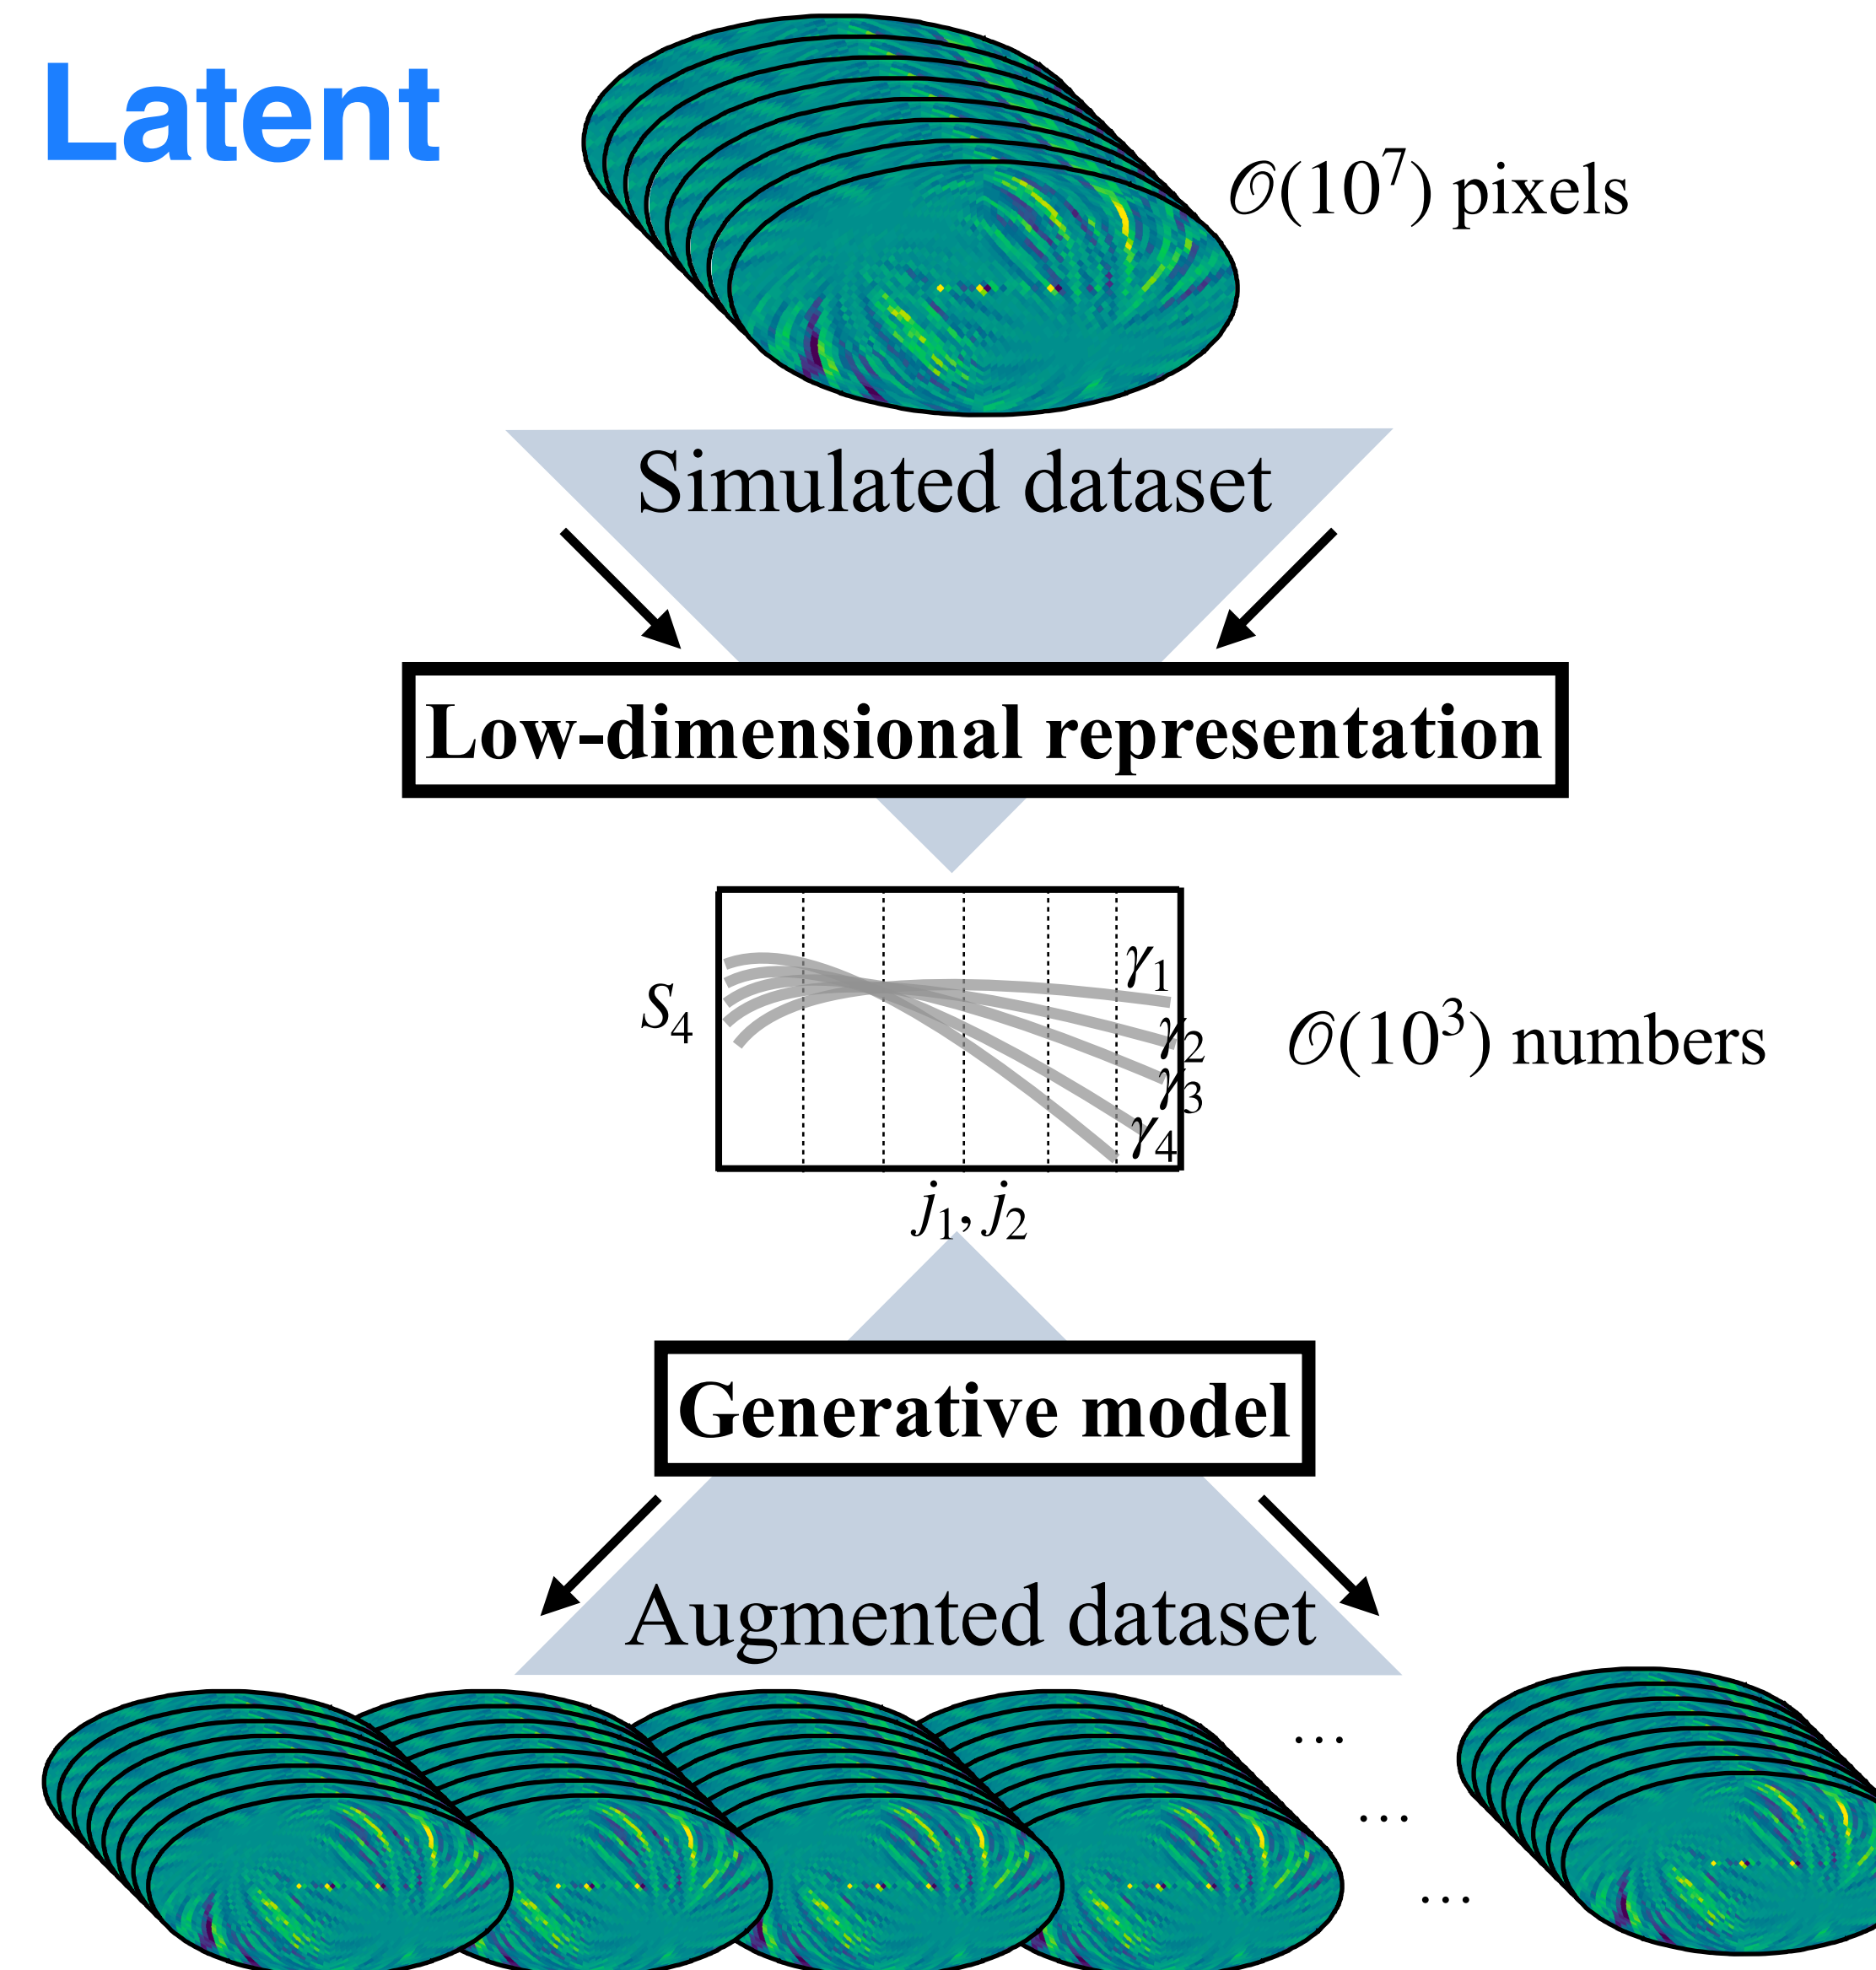 Latent
𝒪(10⁷) pixels
Simulated dataset
Low-dimensional representation
S₄
γ₁
γ₂
γ₃
γ₄
𝒪(10³) numbers
j₁, j₂
Generative model
Augmented dataset
…
…
…